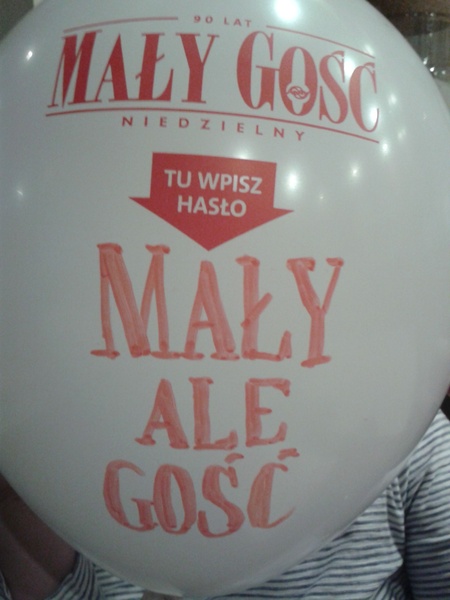 90 LAT
MAŁY GOŚĆ
NIEDZIELNY
TU WPISZ
HASŁO
MAŁY
ALE
GOŚĆ